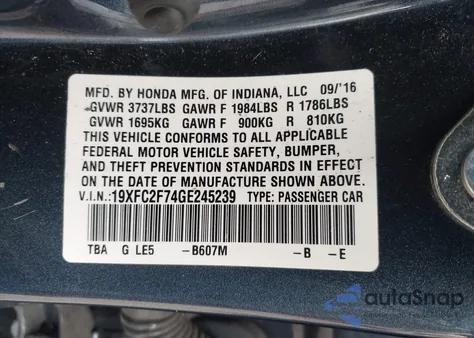 MFD. BY HONDA MFG. OF INDIANA, LLC 09/'16
GVWR 3737LBS GAWR F 1984LBS R 1786LBS
GVWR 1695KG GAWR F 900KG R 810KG
THIS VEHICLE CONFORMS TO ALL APPLICABLE
FEDERAL MOTOR VEHICLE SAFETY, BUMPER,
AND THEFT PREVENTION STANDARDS IN EFFECT
ON THE DATE OF MANUFACTURE SHOWN ABOVE.
V.I.N.:19XFC2F74GE245239 TYPE: PASSENGER CAR
TBA G LE5 -B607M -B -E
autoSnap